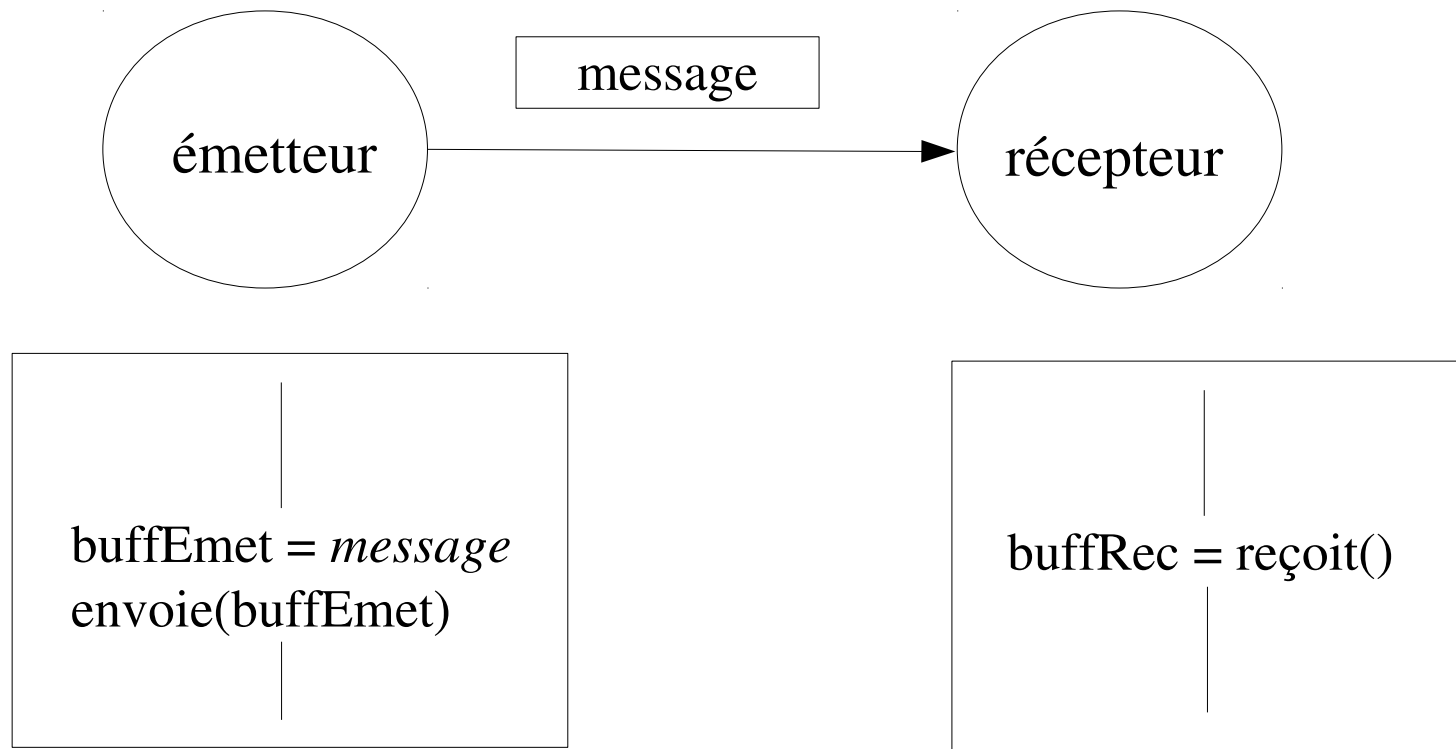 message
émetteur
récepteur
buffEmet = message
envoie(buffEmet)
buffRec = reçoit()